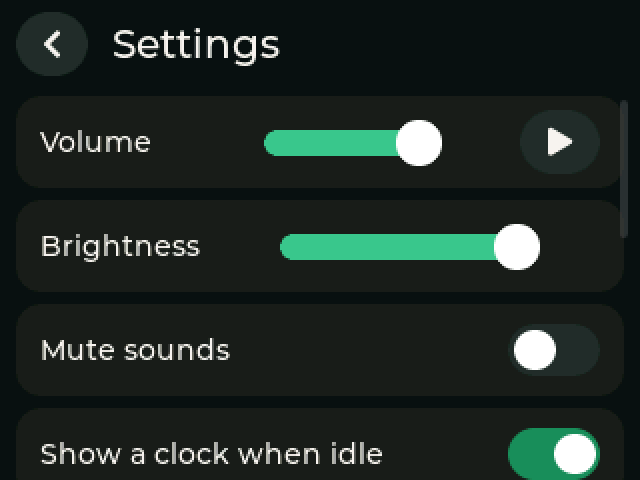 Settings
Volume
Brightness
Mute sounds
Show a clock when idle